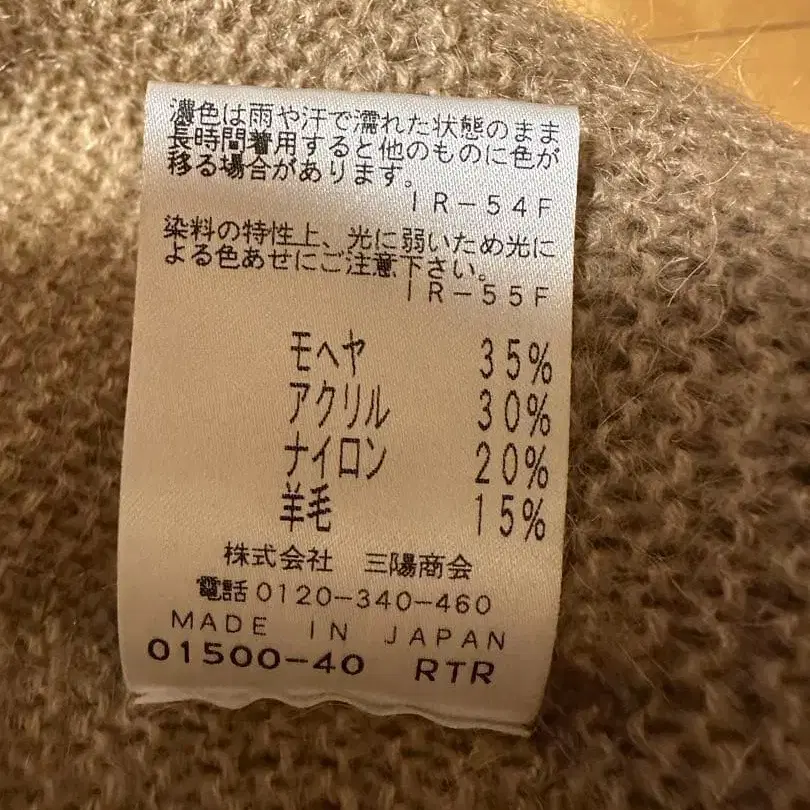 濃色は雨や汗で濡れた状態のまま
長時間着用すると他のものに色が
移る場合があります。
IR-54F
染料の特性上、光に弱いため光に
よる色あせにご注意下さい。
IR-55F
モヘヤ 35%
アクリル 30%
ナイロン 20%
羊毛 15%
株式会社 三陽商会
電話0120-340-460
MADE IN JAPAN
01500-40 RTR